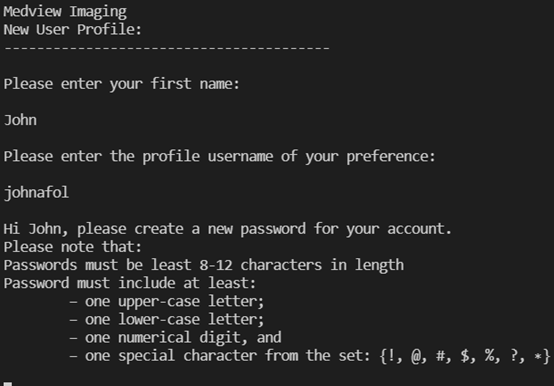 Medview Imaging
New User Profile:
---------------------------------------
Please enter your first name:
John
Please enter the profile username of your preference:
johnafol
Hi John, please create a new password for your account.
Please note that:
Passwords must be least 8-12 characters in length
Password must include at least:
– one upper-case letter;
– one lower-case letter;
– one numerical digit, and
– one special character from the set: {!, @, #, $, %, ?, *}